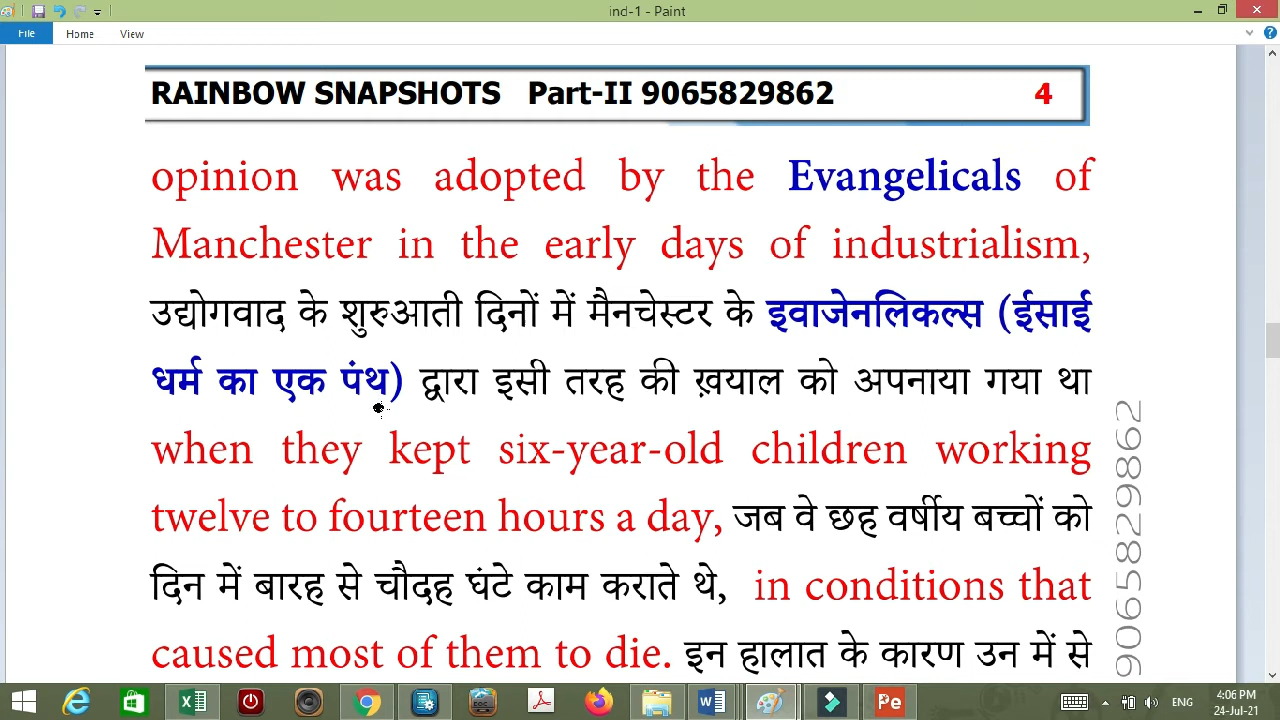 ind-1 - Paint
File Home View
RAINBOW SNAPSHOTS Part-II 9065829862 4
opinion was adopted by the Evangelicals of
Manchester in the early days of industrialism,
उद्योगवाद के शुरुआती दिनों में मैनचेस्टर के इवाजेनलिकल्स (ईसाई
धर्म का एक पंथ) द्वारा इसी तरह की ख़याल को अपनाया गया था
when they kept six-year-old children working
twelve to fourteen hours a day, जब वे छह वर्षीय बच्चों को
दिन में बारह से चौदह घंटे काम कराते थे, in conditions that
caused most of them to die. इन हालात के कारण उन में से
9065829862
ENG
4:06 PM
24-Jul-21